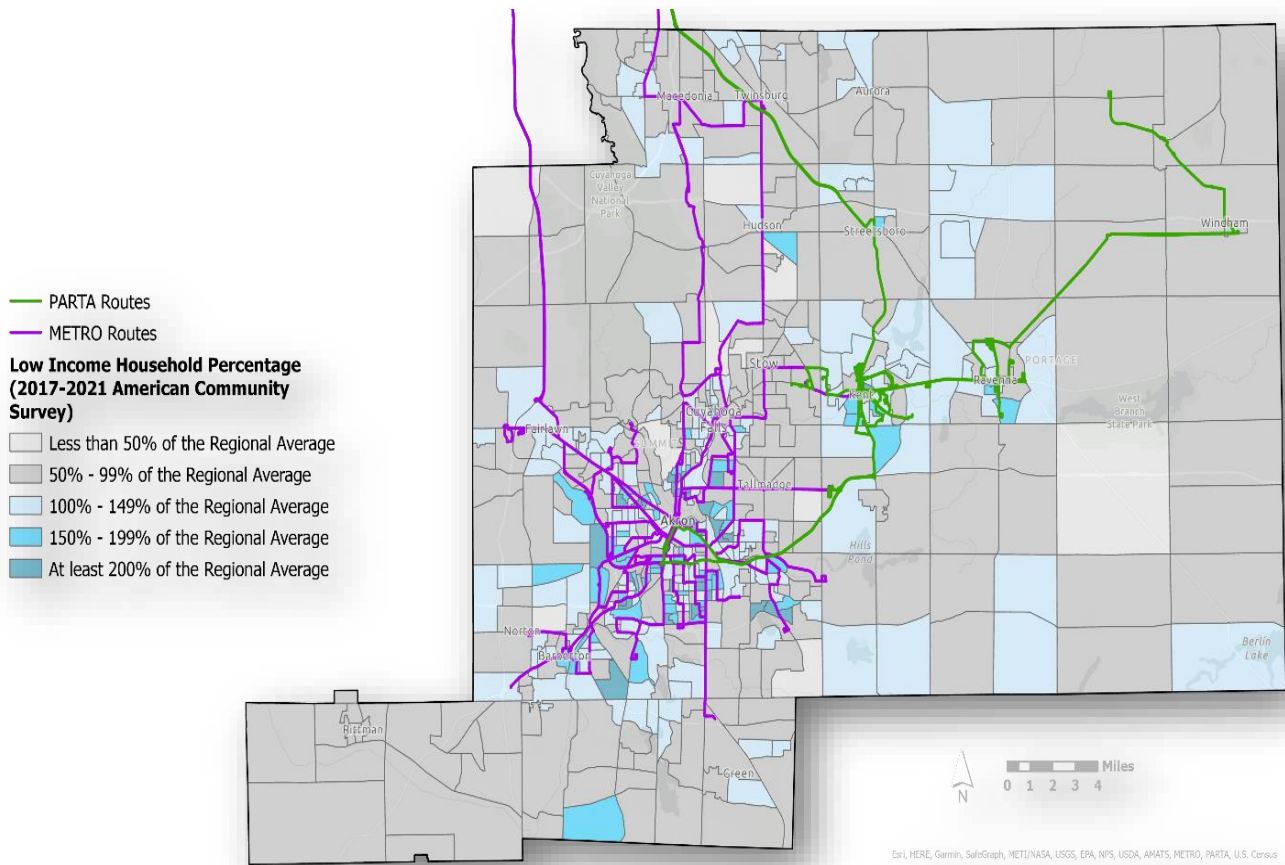 Macedonia
Twinsburg
Aurora
Cuyahoga
Valley
National
Park
Hudson
Streetsboro
Windham
PARTA Routes
METRO Routes
Low Income Household Percentage
(2017-2021 American Community
Survey)
Less than 50% of the Regional Average
50% - 99% of the Regional Average
100% - 149% of the Regional Average
150% - 199% of the Regional Average
At least 200% of the Regional Average
Stow
PORTAGE
Ravenna
Kent
West
Branch
State Park
Cuyahoga
Falls
Fairlawn
Tallmadge
Akron
Hills
Pond
Norton
Barberton
Berlin
Lake
Rittman
Green
N
Miles
0 1 2 3 4
Esri, HERE, Garmin, SafeGraph, METI/NASA, USGS, EPA, NPS, USDA, AMATS, METRO, PARTA, U.S. Census